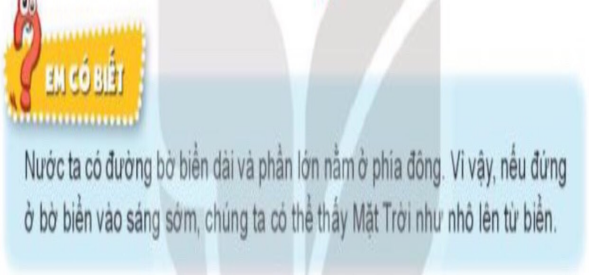 EM CÓ BIẾT
Nước ta có đường bờ biển dài và phần lớn nằm ở phía đông. Vì vậy, nếu đứng
ở bờ biển vào sáng sớm, chúng ta có thể thấy Mặt Trời như nhô lên từ biển.